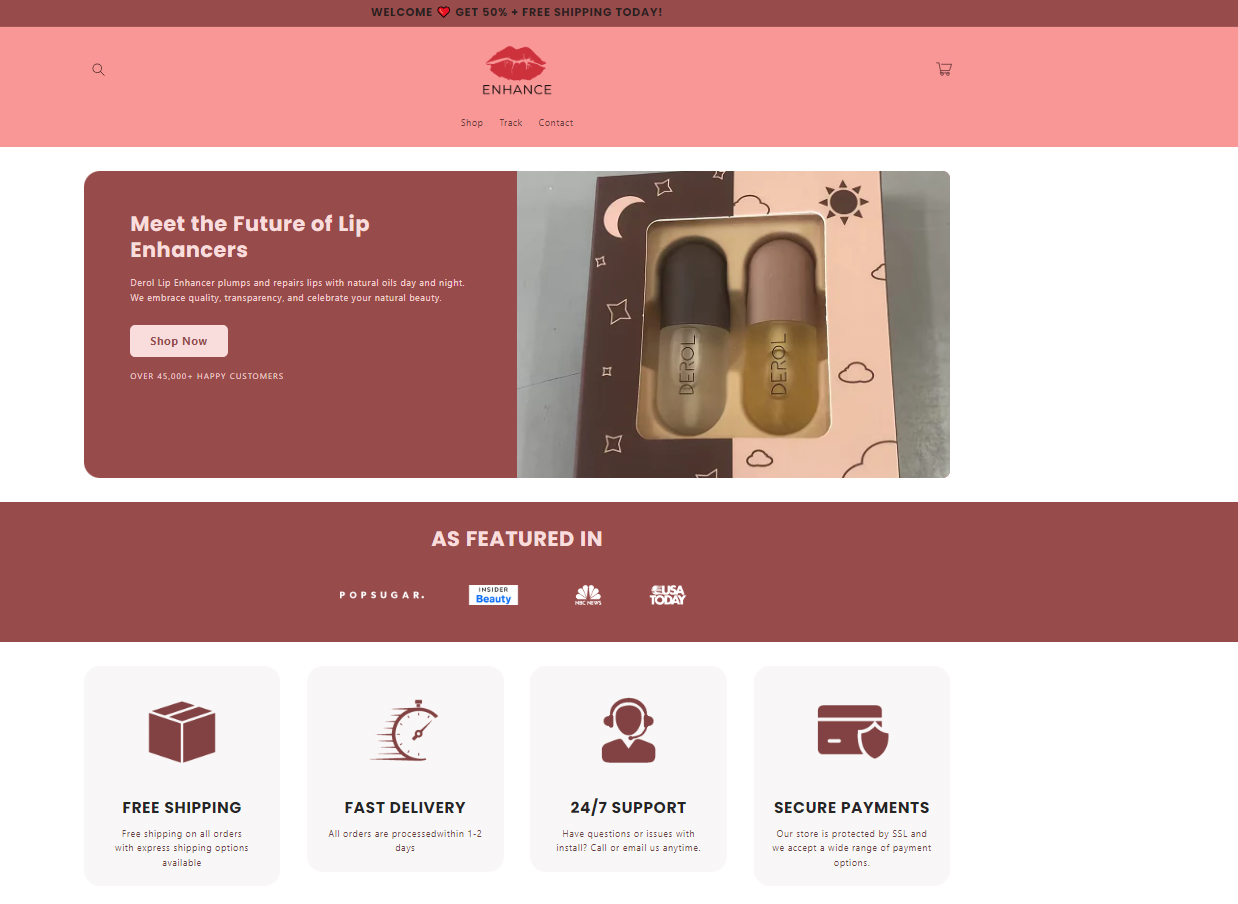 WELCOME ❤️ GET 50% + FREE SHIPPING TODAY!
ENHANCE
Shop Track Contact
Meet the Future of Lip
Enhancers
Derol Lip Enhancer plumps and repairs lips with natural oils day and night.
We embrace quality, transparency, and celebrate your natural beauty.
Shop Now
OVER 45,000+ HAPPY CUSTOMERS
DEROL
DEROL
AS FEATURED IN
POPSUGAR.
INSIDER
Beauty
NBC NEWS
USA
TODAY
FREE SHIPPING
Free shipping on all orders
with express shipping options
available
FAST DELIVERY
All orders are processedwithin 1-2
days
24/7 SUPPORT
Have questions or issues with
install? Call or email us anytime.
SECURE PAYMENTS
Our store is protected by SSL and
we accept a wide range of payment
options.